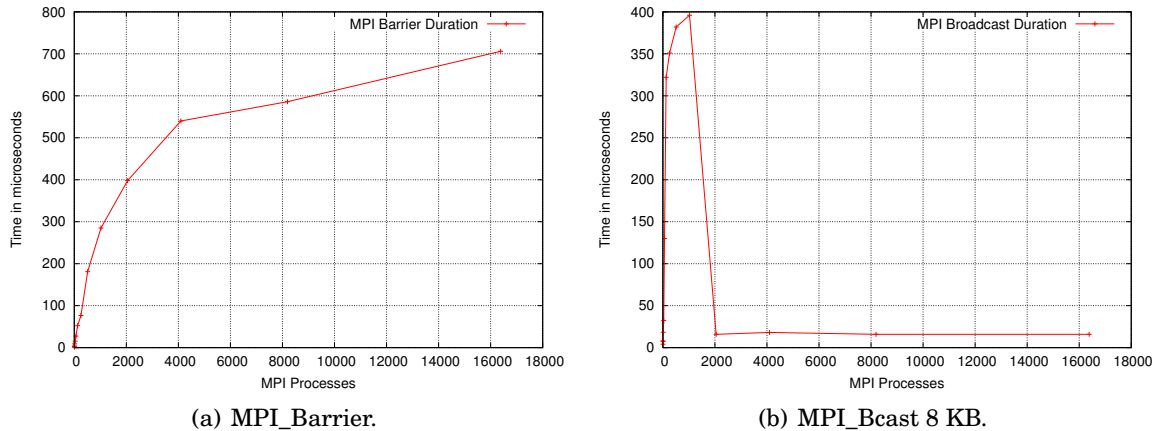 800
700
600
500
400
300
200
100
0
Time in microseconds
MPI Barrier Duration
0 2000 4000 6000 8000 10000 12000 14000 16000 18000
MPI Processes
(a) MPI_Barrier.
400
350
300
250
200
150
100
50
0
Time in microseconds
MPI Broadcast Duration
0 2000 4000 6000 8000 10000 12000 14000 16000 18000
MPI Processes
(b) MPI_Bcast 8 KB.